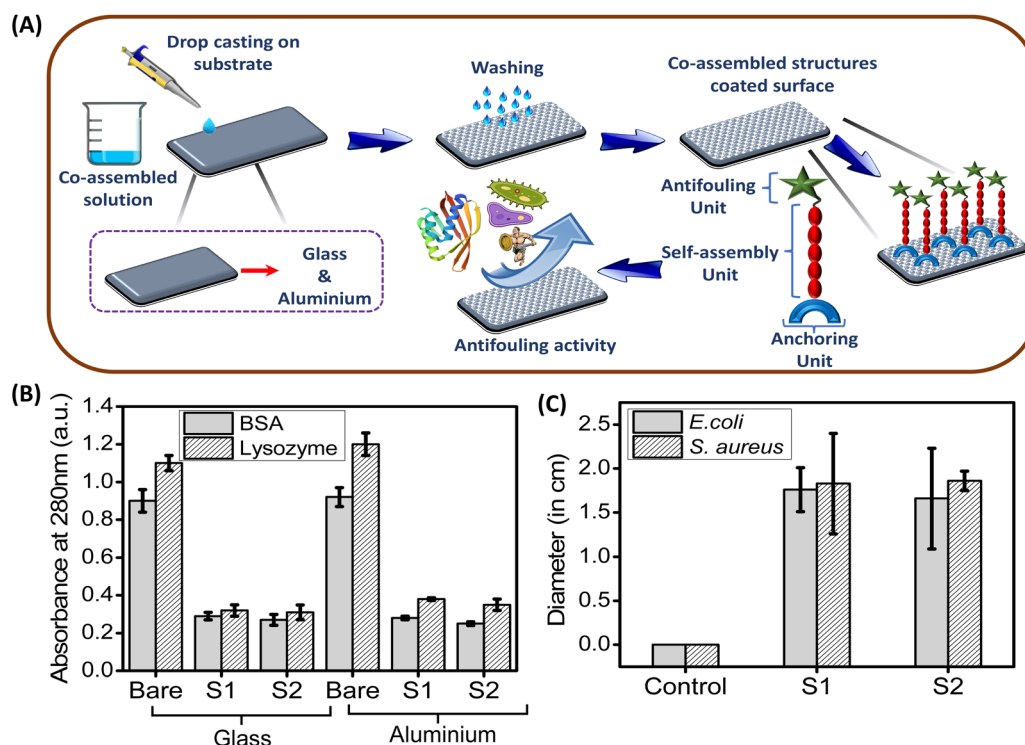 (A)
Drop casting on
substrate
Co-assembled
solution
Glass
&
Aluminium
Washing
Co-assembled structures
coated surface
Antifouling
Unit
Self-assembly
Unit
Anchoring
Unit
Antifouling activity
(B)
Absorbance at 280nm (a.u.)
1.4
1.2
1.0
0.8
0.6
0.4
0.2
0.0
BSA
Lysozyme
Bare S1 S2 Bare S1 S2
Glass Aluminium
(C)
Diameter (in cm)
2.5
2.0
1.5
1.0
0.5
0.0
E.coli
S. aureus
Control S1 S2